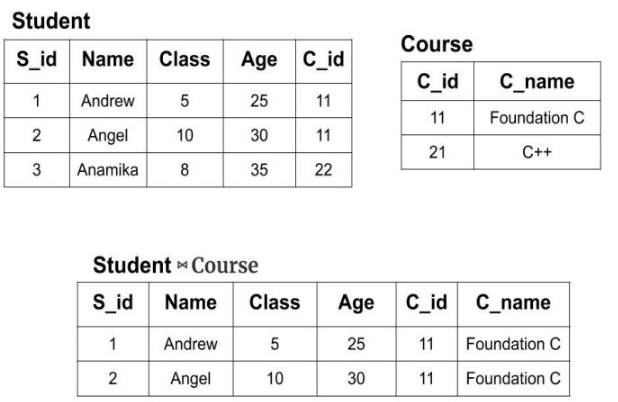 Student
S_id Name Class Age C_id
1 Andrew 5 25 11
2 Angel 10 30 11
3 Anamika 8 35 22
Course
C_id C_name
11 Foundation C
21 C++
Student ⋈ Course
S_id Name Class Age C_id C_name
1 Andrew 5 25 11 Foundation C
2 Angel 10 30 11 Foundation C